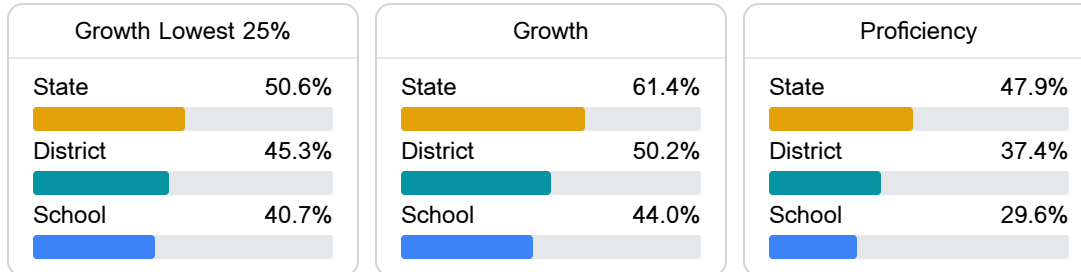 Growth Lowest 25%
State 50.6%
District 45.3%
School 40.7%
Growth
State 61.4%
District 50.2%
School 44.0%
Proficiency
State 47.9%
District 37.4%
School 29.6%